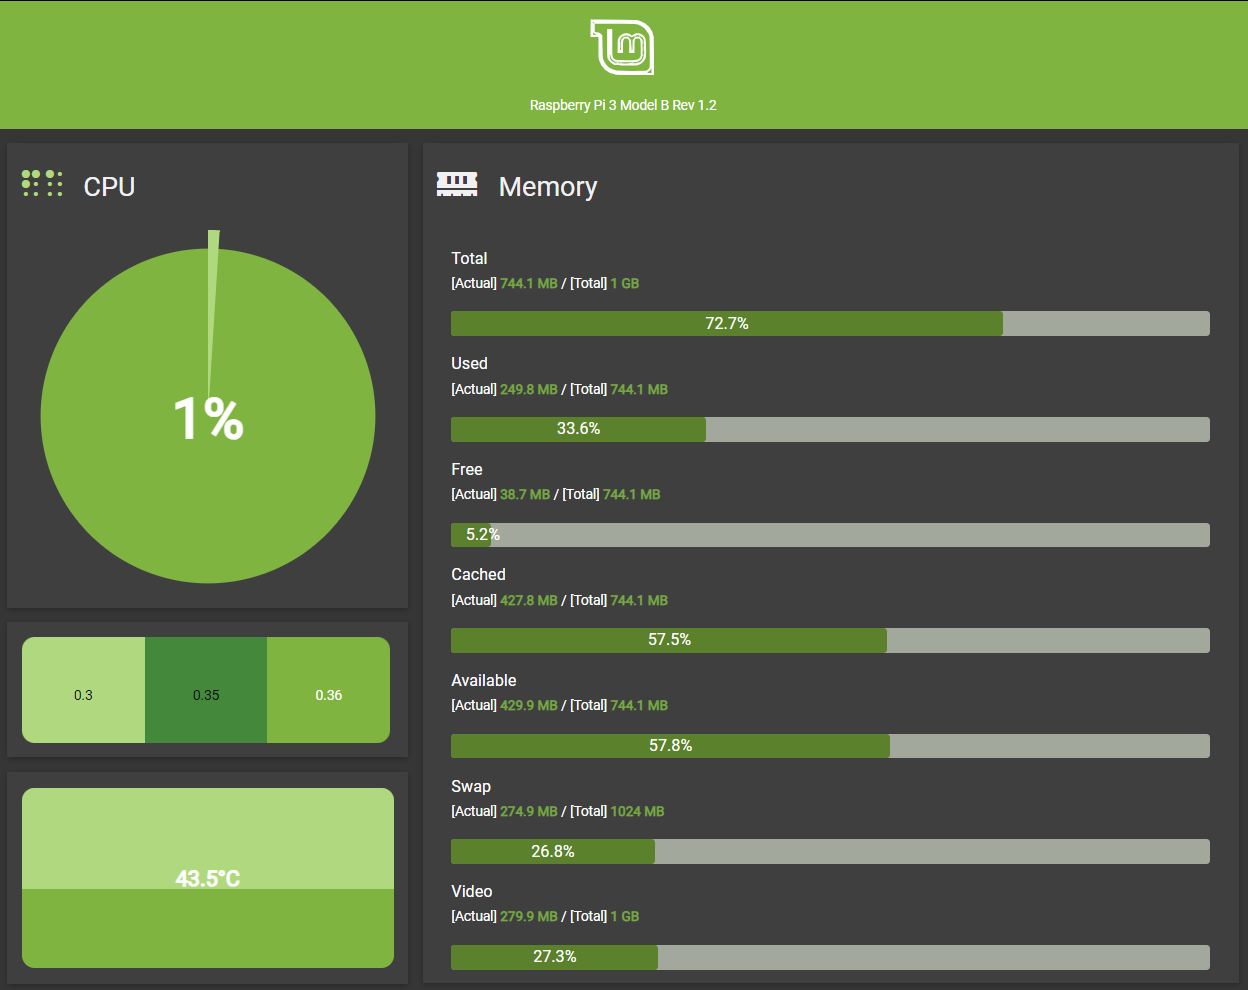 Raspberry Pi 3 Model B Rev 1.2
CPU
1%
0.3 0.35 0.36
43.5°C
Memory
Total
[Actual] 744.1 MB / [Total] 1 GB
72.7%
Used
[Actual] 249.8 MB / [Total] 744.1 MB
33.6%
Free
[Actual] 38.7 MB / [Total] 744.1 MB
5.2%
Cached
[Actual] 427.8 MB / [Total] 744.1 MB
57.5%
Available
[Actual] 429.9 MB / [Total] 744.1 MB
57.8%
Swap
[Actual] 274.9 MB / [Total] 1024 MB
26.8%
Video
[Actual] 279.9 MB / [Total] 1 GB
27.3%